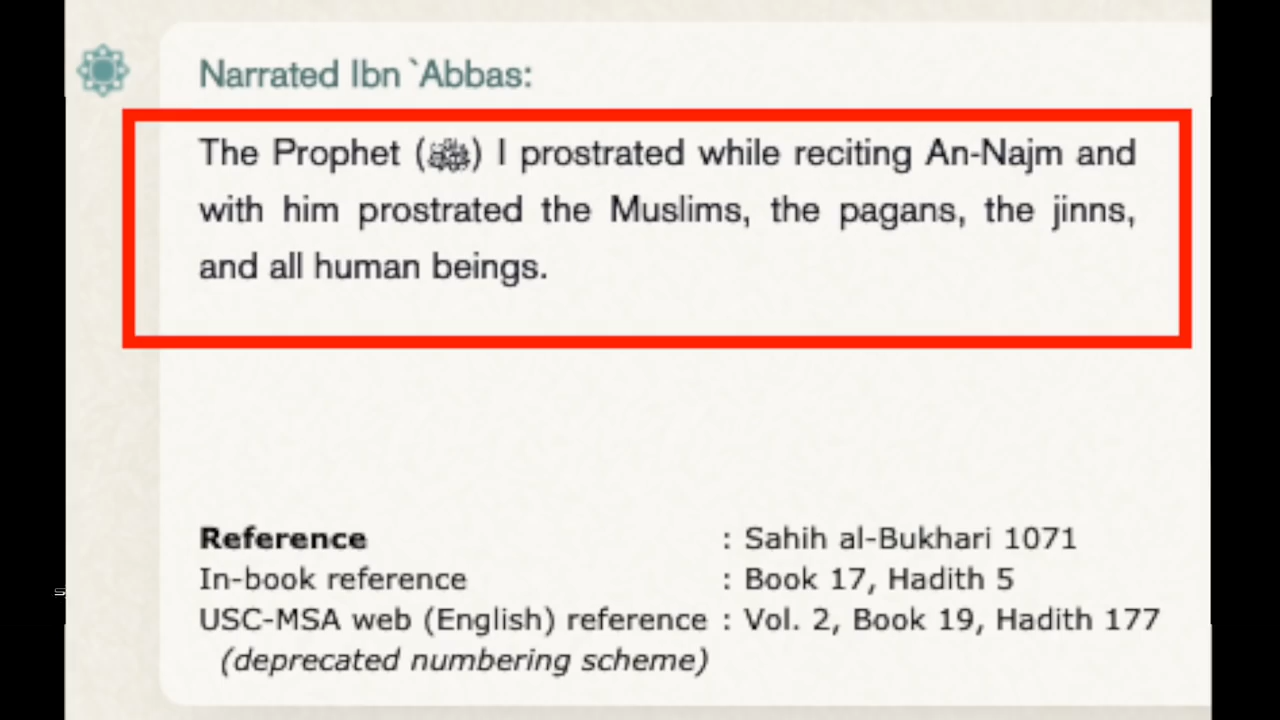 Narrated Ibn `Abbas:
The Prophet (ﷺ) I prostrated while reciting An-Najm and
with him prostrated the Muslims, the pagans, the jinns,
and all human beings.
Reference : Sahih al-Bukhari 1071
In-book reference : Book 17, Hadith 5
USC-MSA web (English) reference : Vol. 2, Book 19, Hadith 177
(deprecated numbering scheme)